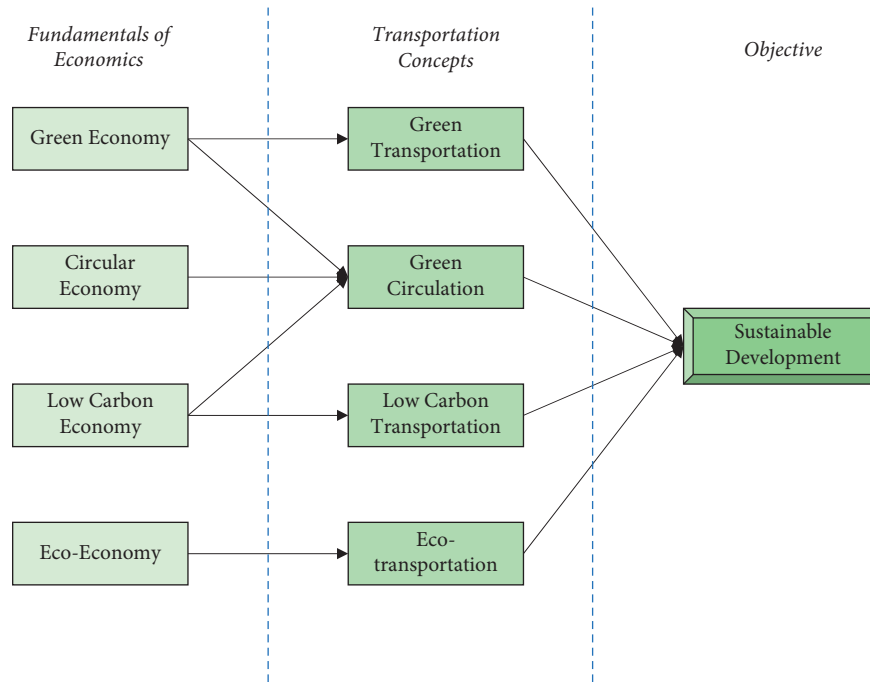 Fundamentals of
Economics
Transportation
Concepts
Objective
Green Economy
Green
Transportation
Circular
Economy
Green
Circulation
Sustainable
Development
Low Carbon
Economy
Low Carbon
Transportation
Eco-Economy
Eco-
transportation